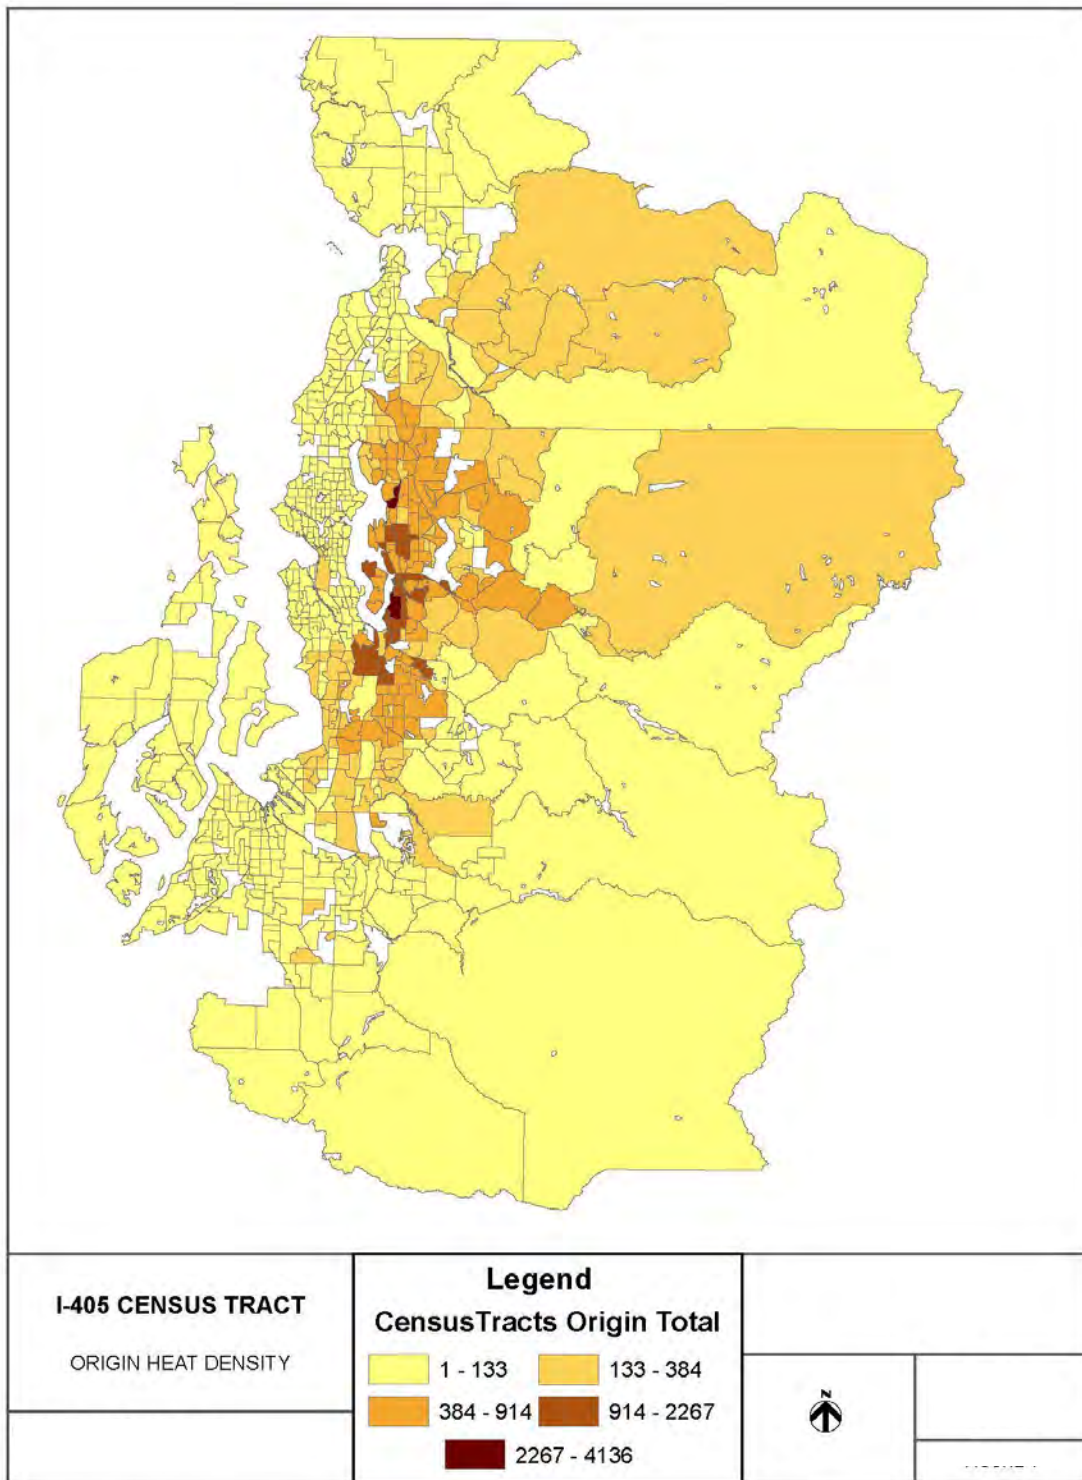 I-405 CENSUS TRACT
ORIGIN HEAT DENSITY
Legend
CensusTracts Origin Total
1 - 133
133 - 384
384 - 914
914 - 2267
2267 - 4136
N